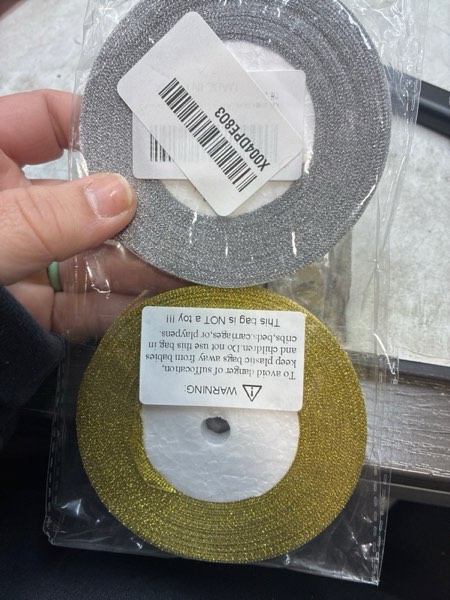 X004DPE8O3
WARNING:
To avoid danger of suffocation,
keep plastic bags away from babies
and children.Do not use this bag in
cribs,beds,carriages,or,playpens.
This bag is NOT a toy !!!